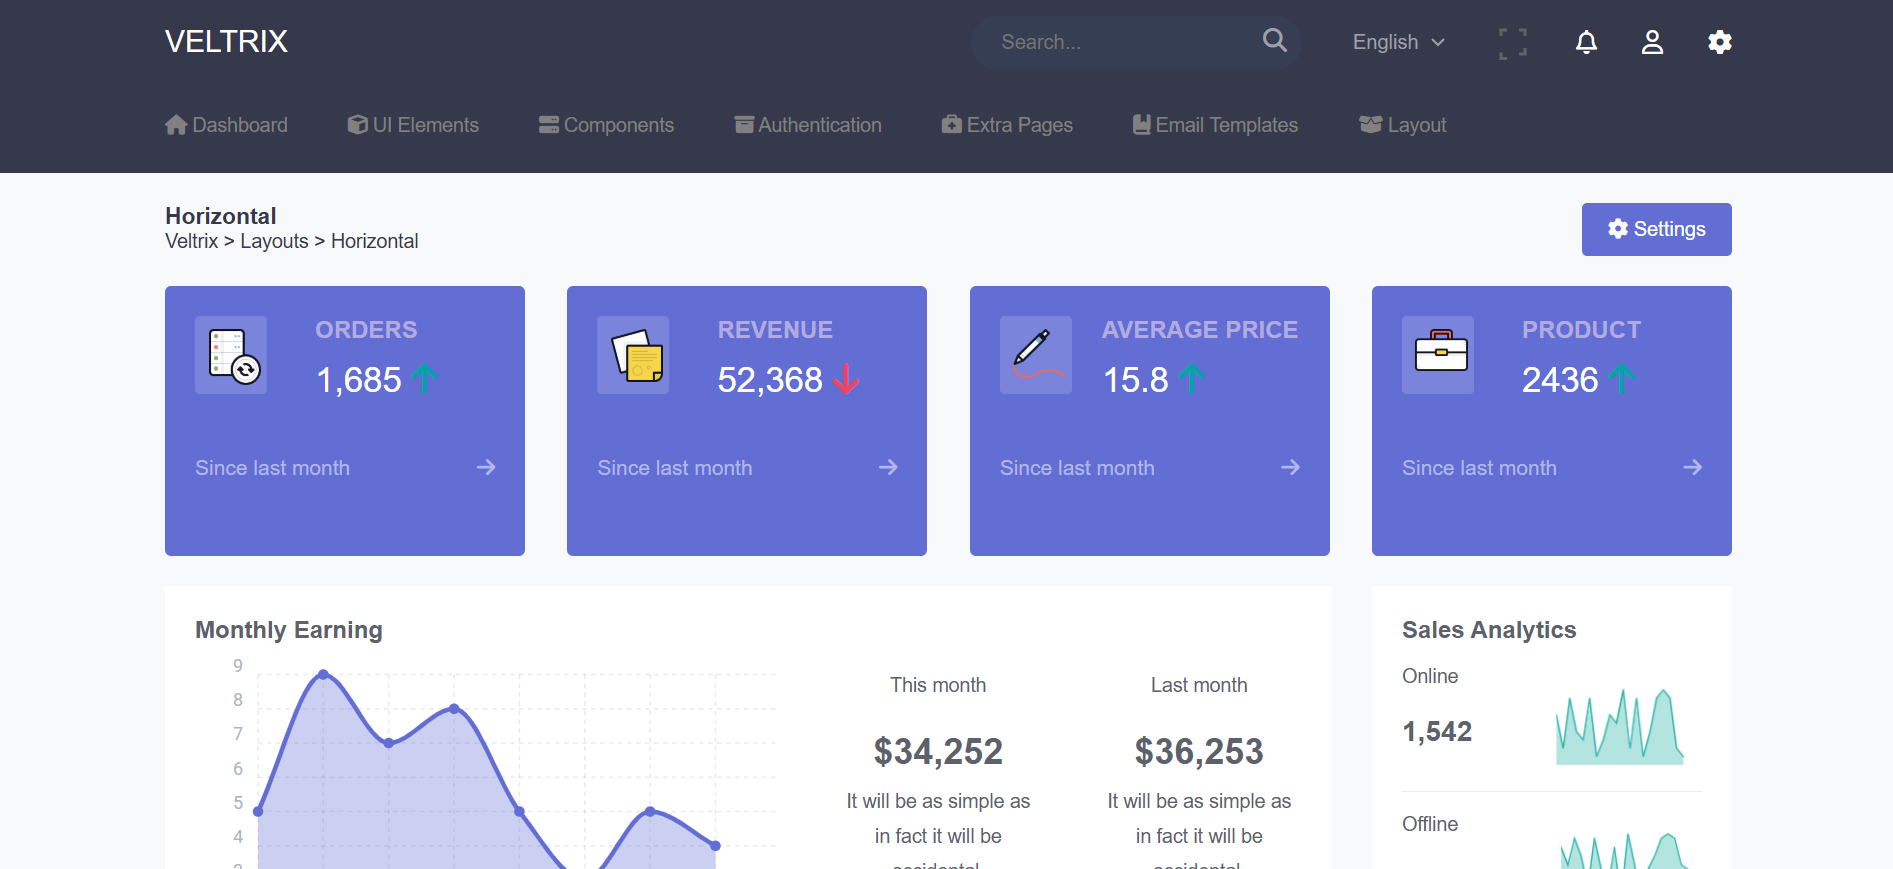 VELTRIX
Search...
English
Dashboard
UI Elements
Components
Authentication
Extra Pages
Email Templates
Layout
Horizontal
Veltrix > Layouts > Horizontal
Settings
ORDERS
1,685
Since last month
REVENUE
52,368
Since last month
AVERAGE PRICE
15.8
Since last month
PRODUCT
2436
Since last month
Monthly Earning
9
8
7
6
5
4
This month
$34,252
It will be as simple as
in fact it will be
occidental
Last month
$36,253
It will be as simple as
in fact it will be
occidental
Sales Analytics
Online
1,542
Offline